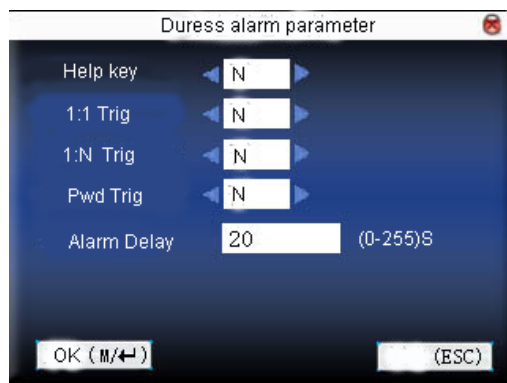 Duress alarm parameter
Help key N
1:1 Trig N
1:N Trig N
Pwd Trig N
Alarm Delay 20 (0-255)S
OK (M/↵) (ESC)